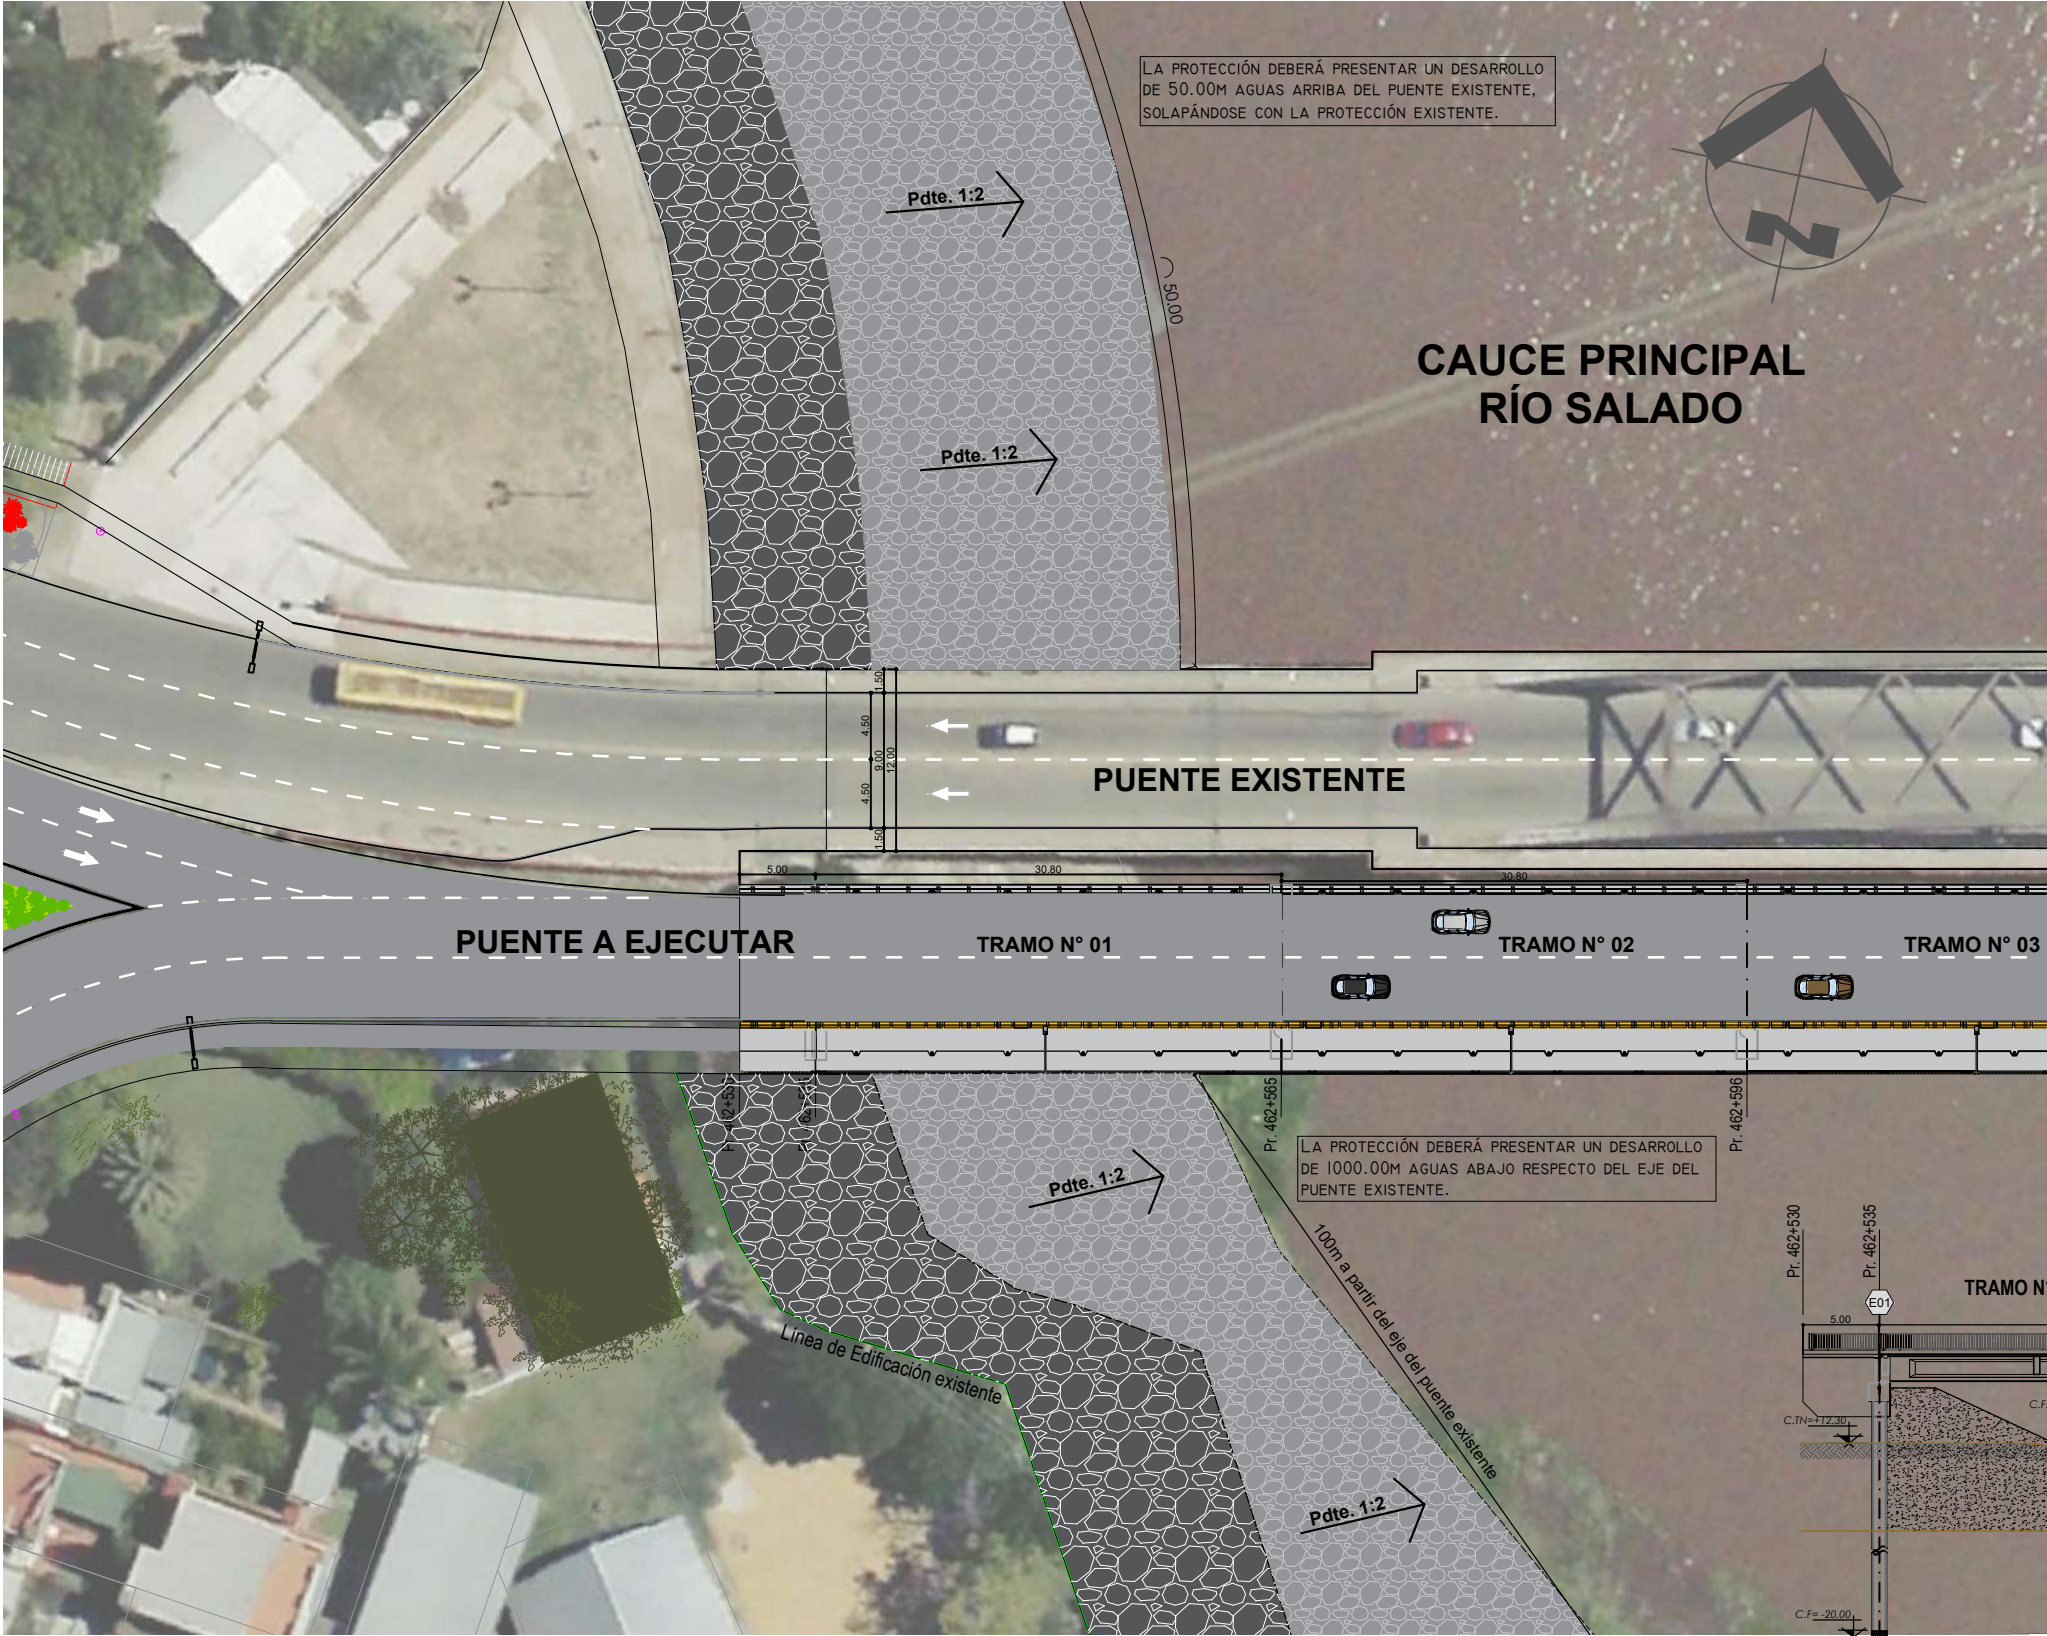 LA PROTECCIÓN DEBERÁ PRESENTAR UN DESARROLLO
DE 50.00M AGUAS ARRIBA DEL PUENTE EXISTENTE,
SOLAPÁNDOSE CON LA PROTECCIÓN EXISTENTE.
N
Pdte. 1:2
50.00
CAUCE PRINCIPAL
RÍO SALADO
Pdte. 1:2
1.50
4.50
9.00
12.00
4.50
1.50
PUENTE EXISTENTE
5.00
30.80
30.80
PUENTE A EJECUTAR
TRAMO N° 01
TRAMO N° 02
TRAMO N° 03
Pr. 462+565
Pr. 462+596
LA PROTECCIÓN DEBERÁ PRESENTAR UN DESARROLLO
DE 1000.00M AGUAS ABAJO RESPECTO DEL EJE DEL
PUENTE EXISTENTE.
Pdte. 1:2
100m a partir del eje del puente existente
Línea de Edificación existente
Pdte. 1:2
Pr. 462+530
Pr. 462+535
TRAMO N°
E01
5.00
C.F.
C.TN=+12.30
C.F= -20.00